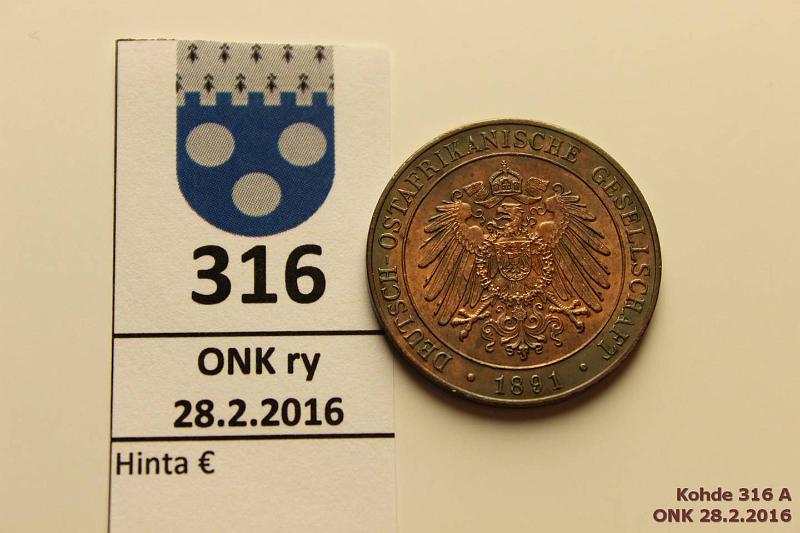 316
ONK ry
28.2.2016
Hinta €
DEUTSCH-OSTAFRIKANISCHE GESELLSCHAFT
• 1891 •
Kohde 316 A
ONK 28.2.2016